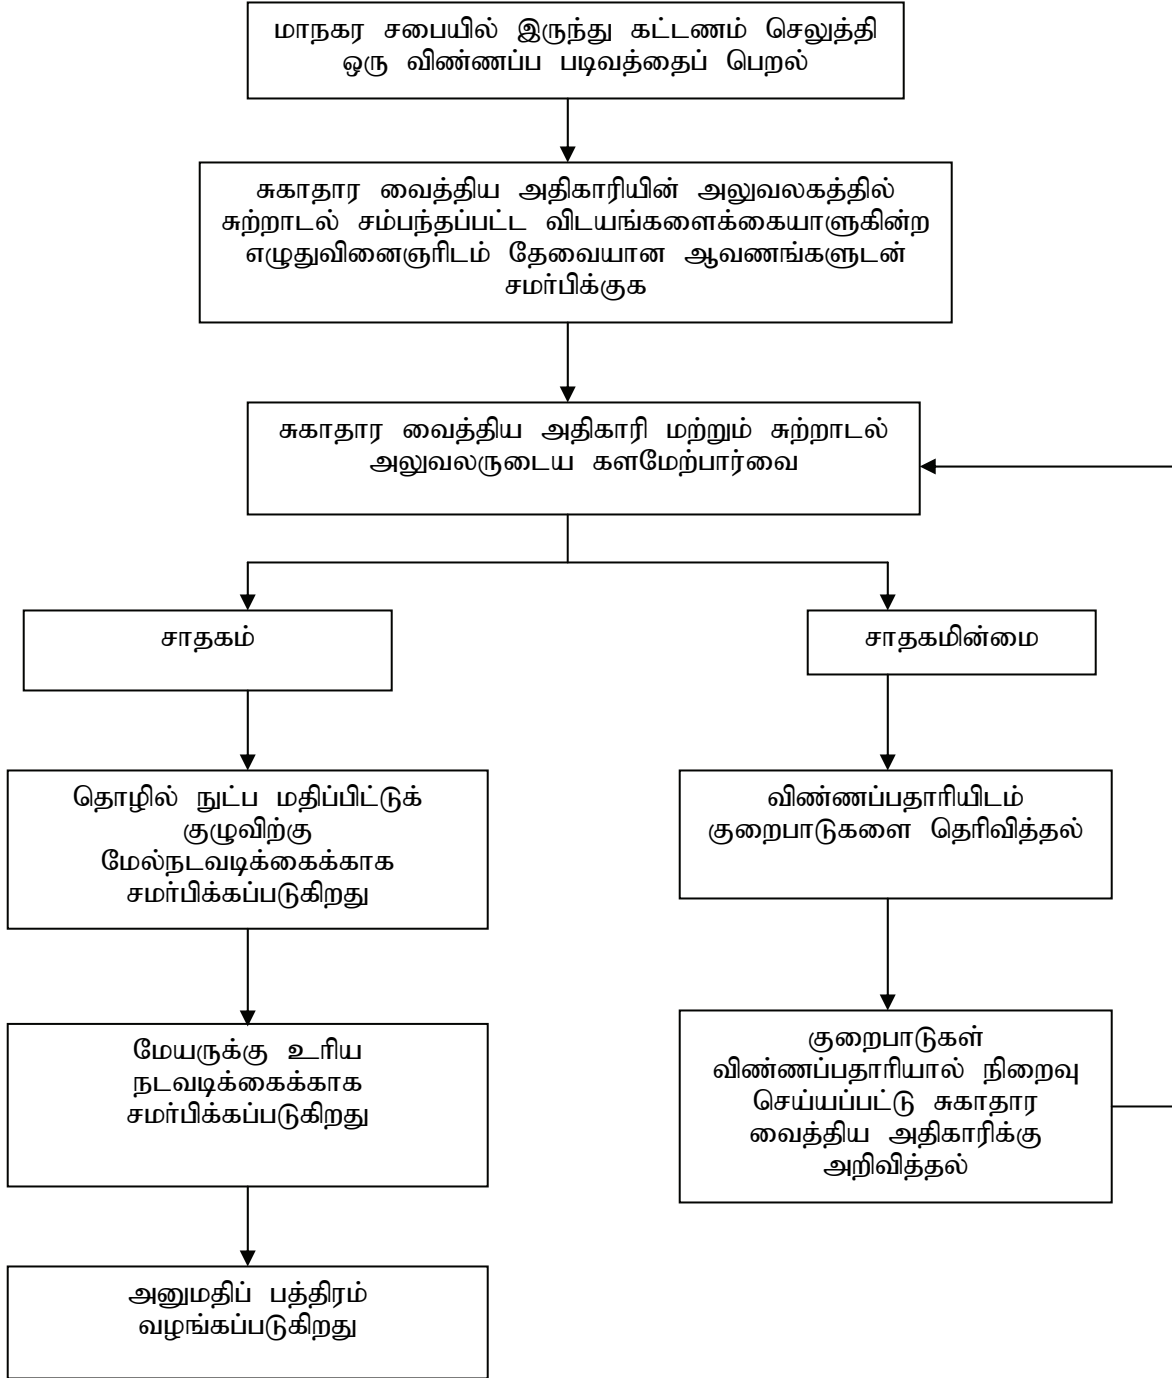 மாநகர சபையில் இருந்து கட்டணம் செலுத்தி
ஒரு விண்ணப்ப படிவத்தைப் பெறல்
சுகாதார வைத்திய அதிகாரியின் அலுவலகத்தில்
சுற்றாடல் சம்பந்தப்பட்ட விடயங்களைக்கையாளுகின்ற
எழுதுவினைஞரிடம் தேவையான ஆவணங்களுடன்
சமர்பிக்குக
சுகாதார வைத்திய அதிகாரி மற்றும் சுற்றாடல்
அலுவலருடைய களமேற்பார்வை
சாதகம்
சாதகமின்மை
தொழில் நுட்ப மதிப்பிட்டுக்
குழுவிற்கு
மேல்நடவடிக்கைக்காக
சமர்பிக்கப்படுகிறது
விண்ணப்பதாரியிடம்
குறைபாடுகளை தெரிவித்தல்
மேயருக்கு உரிய
நடவடிக்கைக்காக
சமர்பிக்கப்படுகிறது
குறைபாடுகள்
விண்ணப்பதாரியால் நிறைவு
செய்யப்பட்டு சுகாதார
வைத்திய அதிகாரிக்கு
அறிவித்தல்
அனுமதிப் பத்திரம்
வழங்கப்படுகிறது